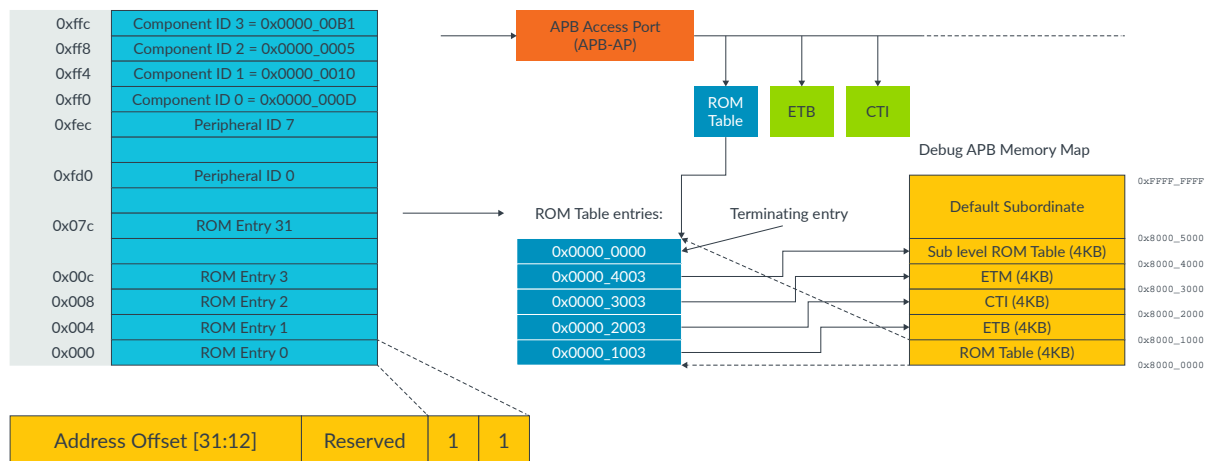 0xffc Component ID 3 = 0x0000_00B1
0xff8 Component ID 2 = 0x0000_0005
0xff4 Component ID 1 = 0x0000_0010
0xff0 Component ID 0 = 0x0000_000D
0xfec Peripheral ID 7
0xfd0 Peripheral ID 0
0x07c ROM Entry 31
0x00c ROM Entry 3
0x008 ROM Entry 2
0x004 ROM Entry 1
0x000 ROM Entry 0
Address Offset [31:12] Reserved 1 1
APB Access Port
(APB-AP)
ROM
Table
ETB
CTI
ROM Table entries:
Terminating entry
0x0000_0000
0x0000_4003
0x0000_3003
0x0000_2003
0x0000_1003
Debug APB Memory Map
0xFFFF_FFFF
Default Subordinate
0x8000_5000
Sub level ROM Table (4KB)
0x8000_4000
ETM (4KB)
0x8000_3000
CTI (4KB)
0x8000_2000
ETB (4KB)
0x8000_1000
ROM Table (4KB)
0x8000_0000